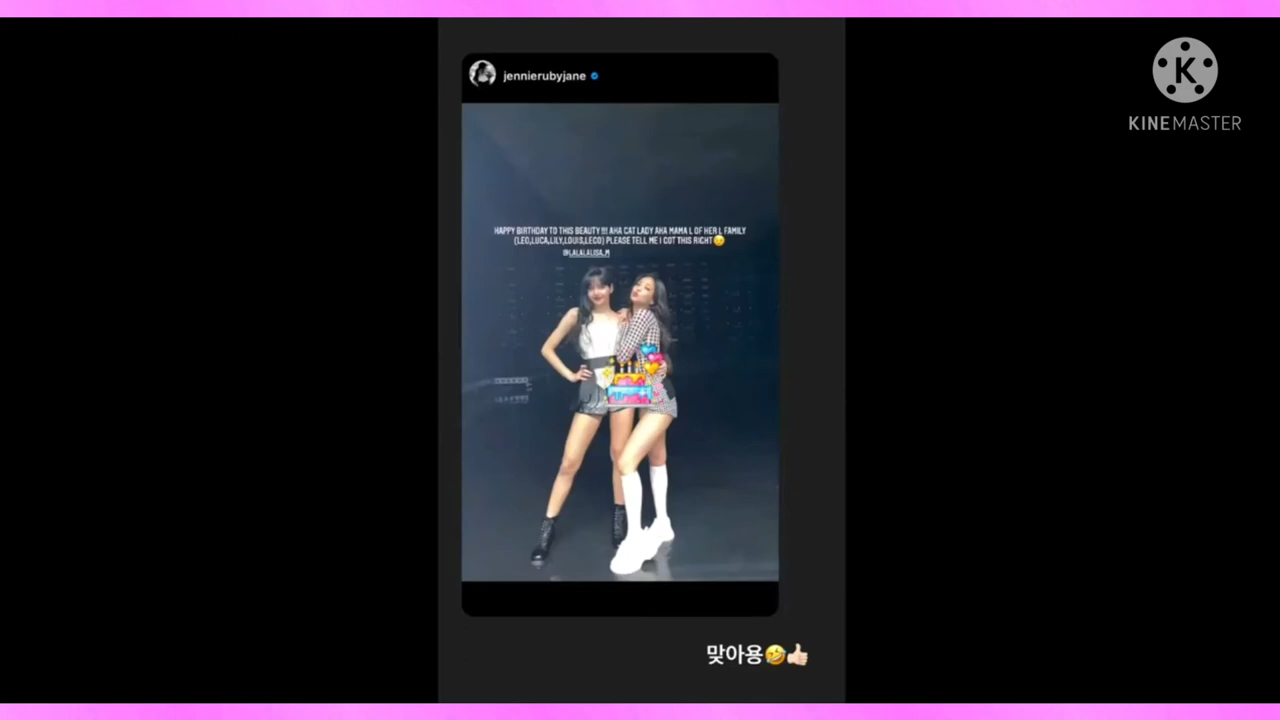 jennierubyjane
KINEMASTER
HAPPY BIRTHDAY TO THIS BEAUTY !!! AKA CAT LADY AKA MAMA L OF HER L FAMILY
(LEO,LUCA,LILY,LOUIS,LEGO) PLEASE TELL ME I GOT THIS RIGHT😏
@LALALALISA_M
맞아용🤣👍🏻